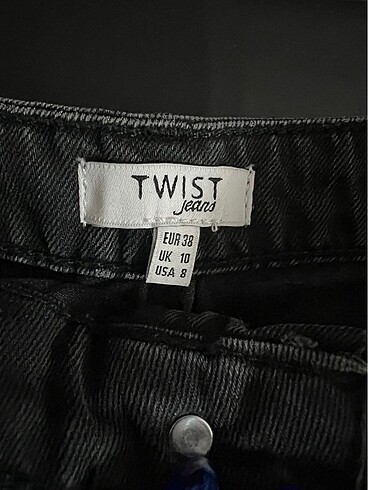 TWIST
jeans
EUR 38
UK 10
USA 8